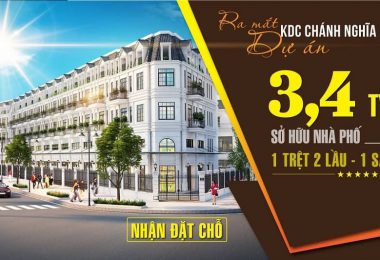 Ra mắt
Dự án
KDC CHÁNH NGHĨA
3,4 T
SỞ HỮU NHÀ PHỐ
1 TRỆT 2 LẦU - 1 S
NHẬN ĐẶT CHỖ